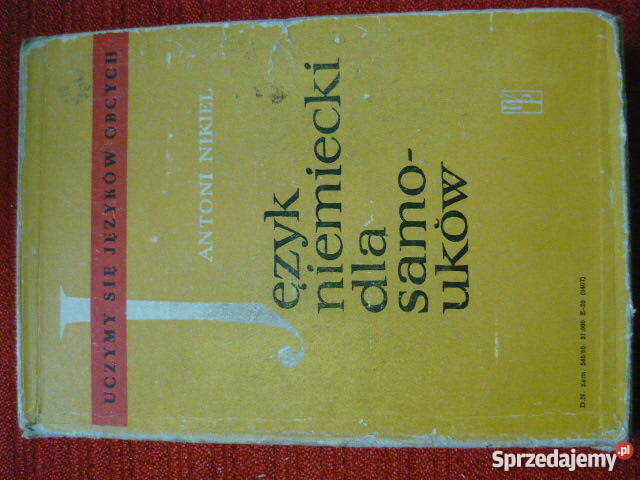 UCZYMY SIĘ JĘZYKÓW OBCYCH
ANTONI NIKIEL
Język
niemiecki
dla
samo-
uków
Sprzedajemy.pl